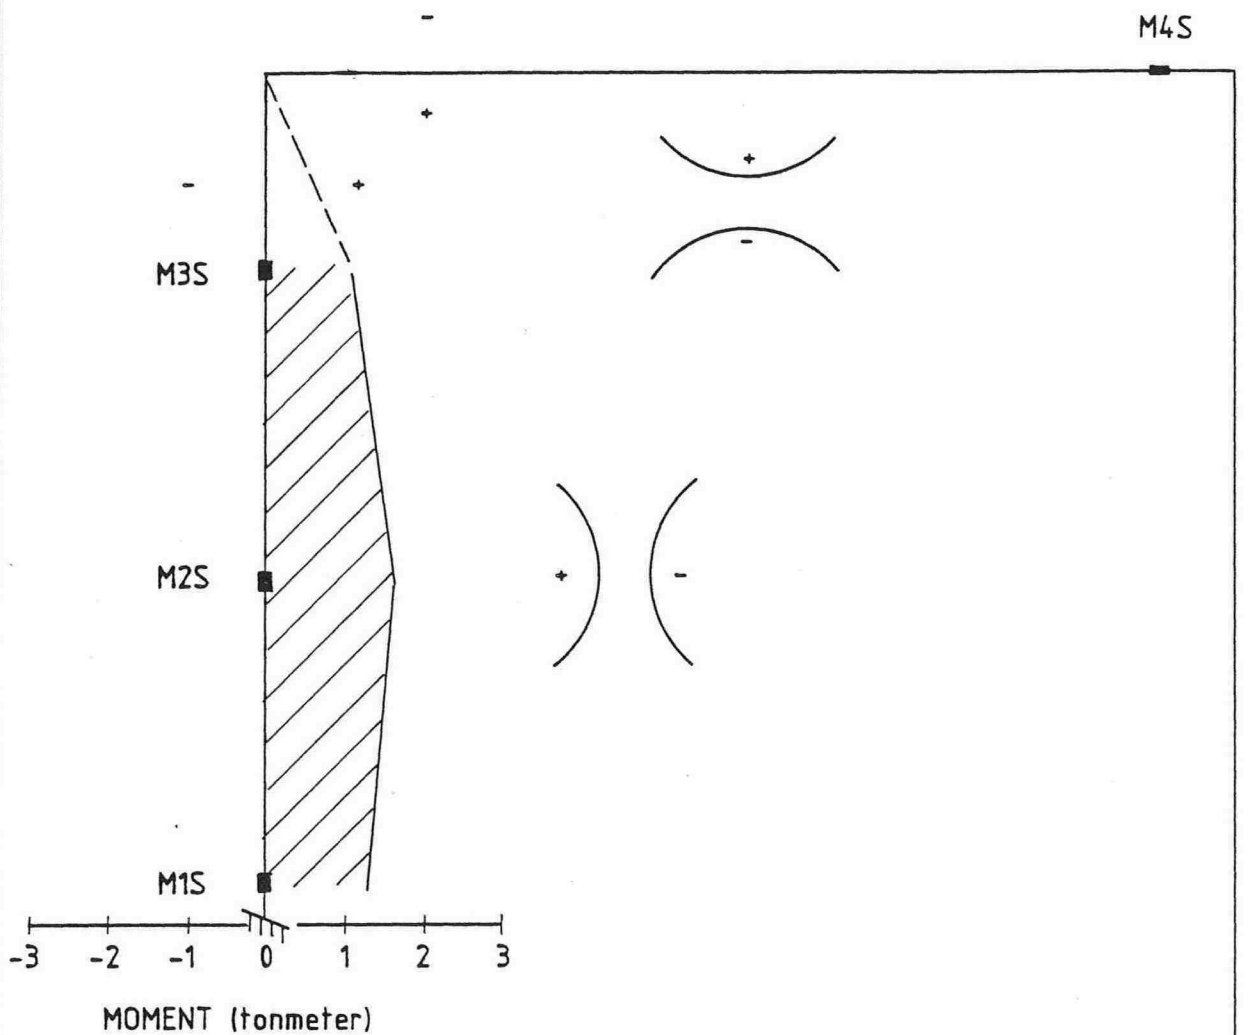 -
M4S
+
+
- +
-
M3S
M2S
+ -
M1S
-3 -2 -1 0 1 2 3
MOMENT (tonmeter)